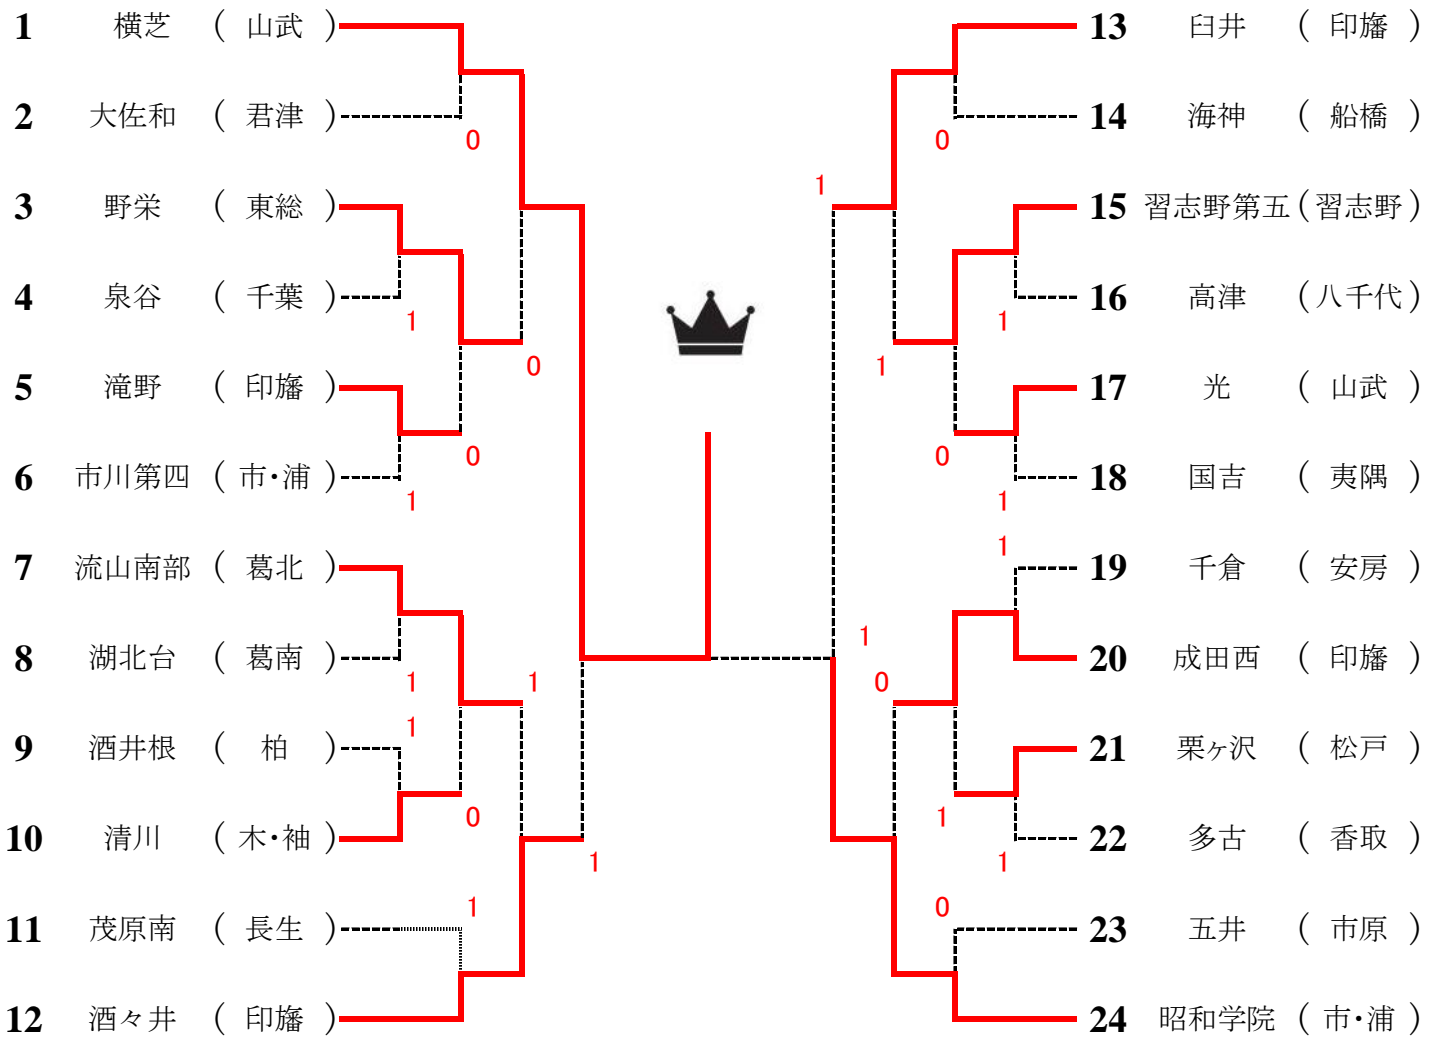 1 横芝 ( 山武 )
2 大佐和 ( 君津 )
0
3 野栄 ( 東総 )
4 泉谷 ( 千葉 )
1
0
5 滝野 ( 印旛 )
0
6 市川第四 ( 市・浦 )
1
7 流山南部 ( 葛北 )
8 湖北台 ( 葛南 )
1
1
1
9 酒井根 ( 柏 )
0
10 清川 ( 木・袖 )
1
1
11 茂原南 ( 長生 )
12 酒々井 ( 印旛 )
13 臼井 ( 印旛 )
14 海神 ( 船橋 )
0
1
15 習志野第五 ( 習志野 )
16 高津 ( 八千代 )
1
1
17 光 ( 山武 )
0
18 国吉 ( 夷隅 )
1
1
19 千倉 ( 安房 )
1
20 成田西 ( 印旛 )
0
21 栗ヶ沢 ( 松戸 )
1
22 多古 ( 香取 )
1
0
23 五井 ( 市原 )
24 昭和学院 ( 市・浦 )